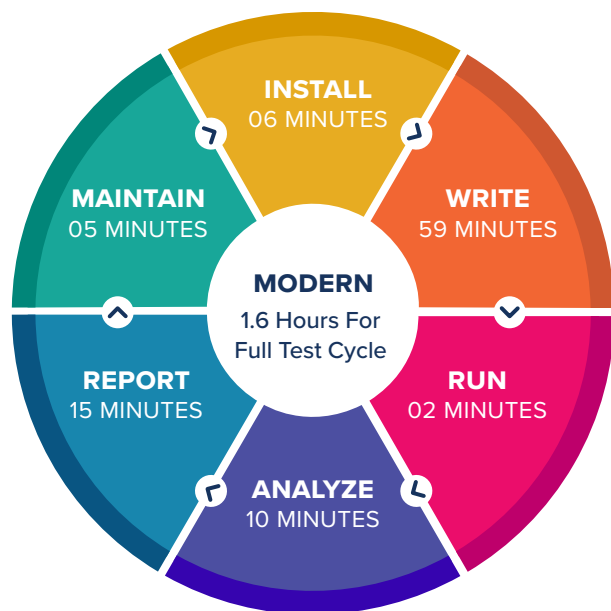 INSTALL
06 MINUTES
WRITE
59 MINUTES
RUN
02 MINUTES
ANALYZE
10 MINUTES
REPORT
15 MINUTES
MAINTAIN
05 MINUTES
MODERN
1.6 Hours For
Full Test Cycle